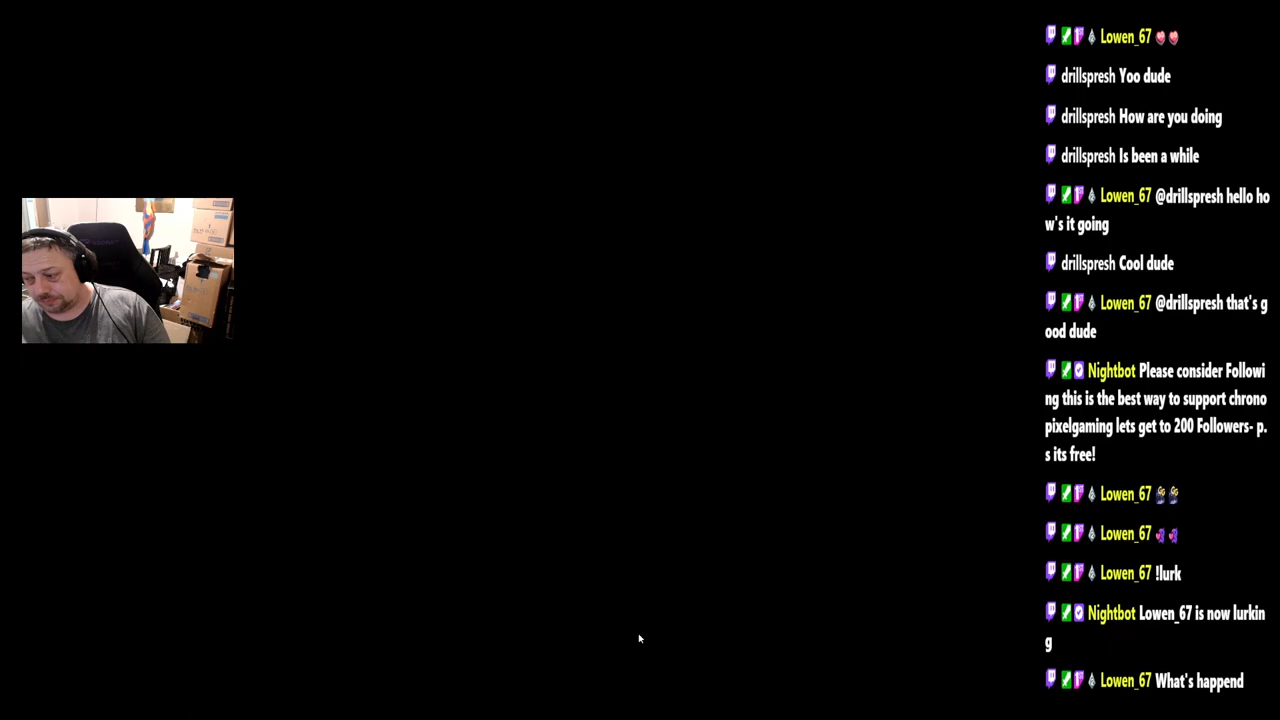 Lowen_67
drillspresh Yoo dude
drillspresh How are you doing
drillspresh Is been a while
Lowen_67 @drillspresh hello ho
w's it going
drillspresh Cool dude
Lowen_67 @drillspresh that's g
ood dude
Nightbot Please consider Followi
ng this is the best way to support chrono
pixelgaming lets get to 200 Followers- p.
s its free!
Lowen_67
Lowen_67
Lowen_67 !lurk
Nightbot Lowen_67 is now lurkin
g
Lowen_67 What's happend